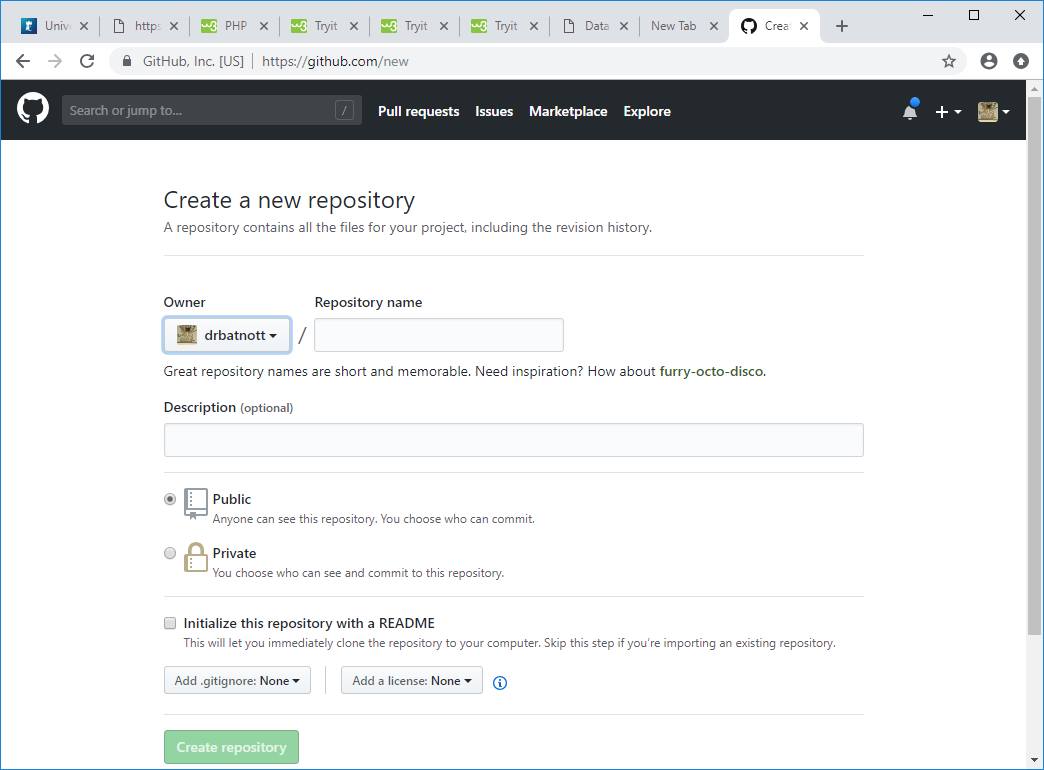 Univ https PHP Tryit Tryit Tryit Data New Tab Crea
GitHub, Inc. [US] https://github.com/new
Search or jump to... / Pull requests Issues Marketplace Explore
Create a new repository
A repository contains all the files for your project, including the revision history.
Owner Repository name
drbatnott /
Great repository names are short and memorable. Need inspiration? How about furry-octo-disco.
Description (optional)
Public
Anyone can see this repository. You choose who can commit.
Private
You choose who can see and commit to this repository.
Initialize this repository with a README
This will let you immediately clone the repository to your computer. Skip this step if you’re importing an existing repository.
Add .gitignore: None Add a license: None
Create repository